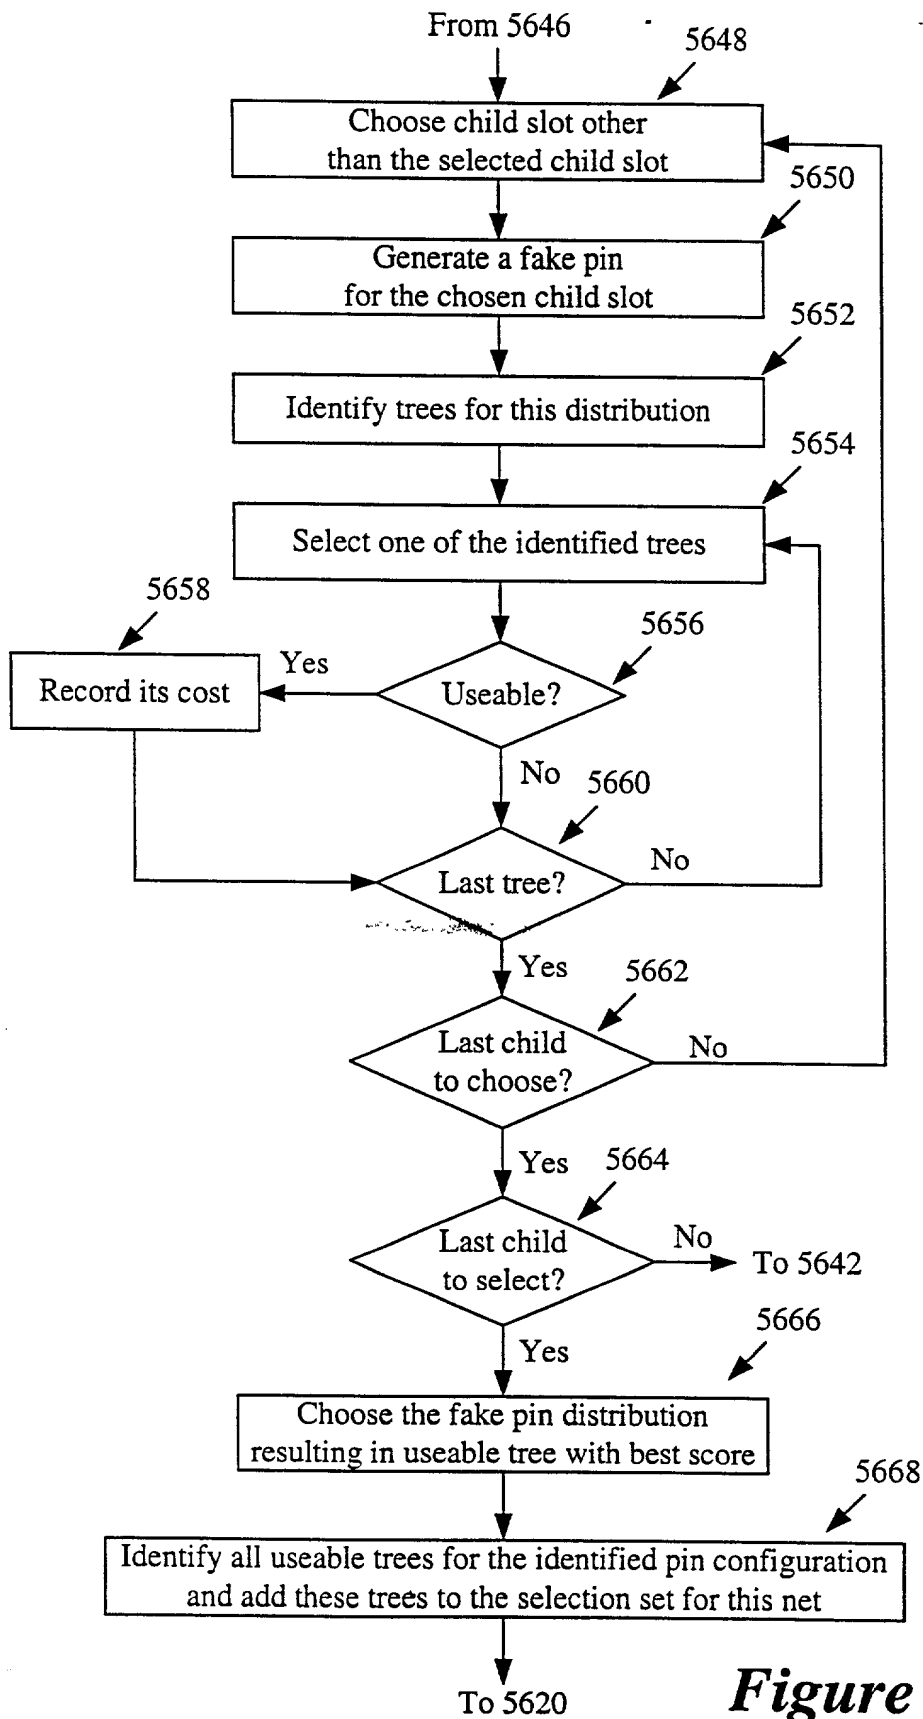 From 5646
5648
Choose child slot other
than the selected child slot
5650
Generate a fake pin
for the chosen child slot
5652
Identify trees for this distribution
5654
Select one of the identified trees
5658
5656
Record its cost
Yes
Useable?
No
5660
Last tree?
No
Yes
5662
Last child
to choose?
No
Yes
5664
Last child
to select?
No
To 5642
5666
Yes
Choose the fake pin distribution
resulting in useable tree with best score
5668
Identify all useable trees for the identified pin configuration
and add these trees to the selection set for this net
To 5620
Figure